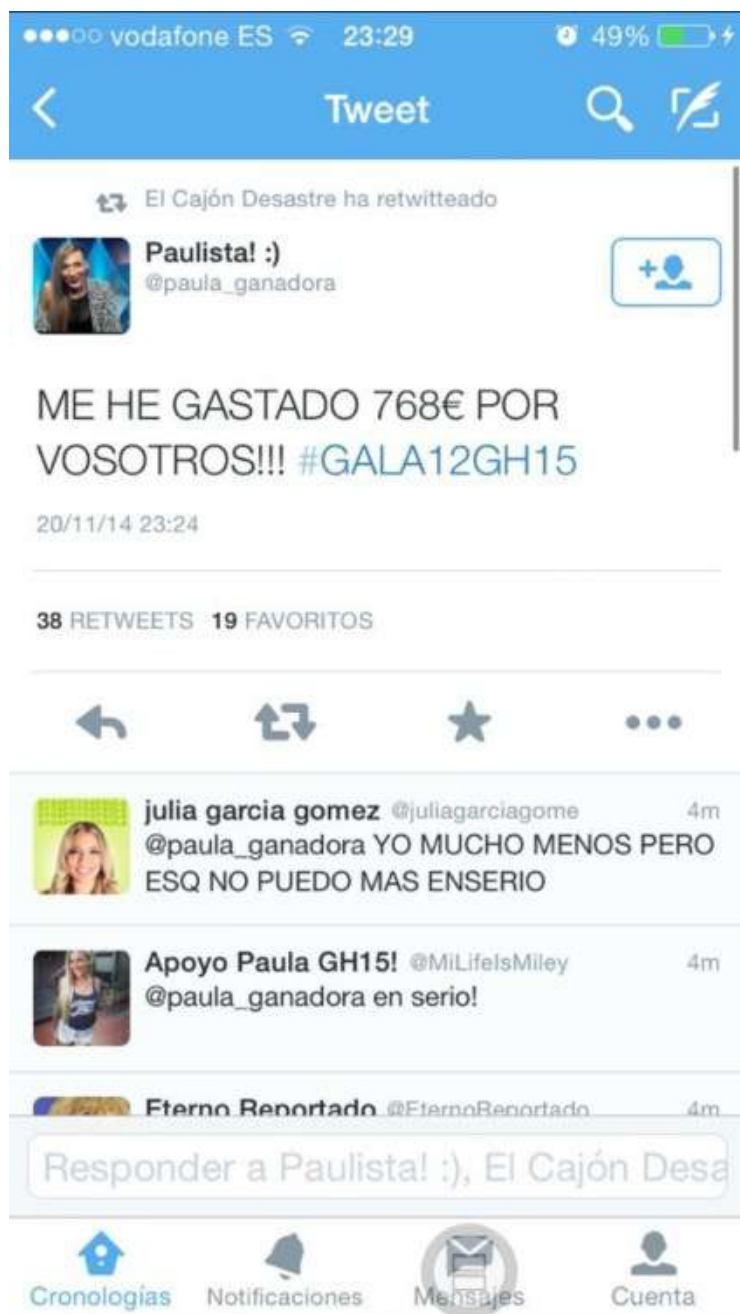 vodafone ES 23:29 49%
Tweet
El Cajón Desastre ha retwitteado
Paulista! :)
@paula_ganadora
ME HE GASTADO 768€ POR
VOSOTROS!!! #GALA12GH15
20/11/14 23:24
38 RETWEETS 19 FAVORITOS
julia garcia gomez @juliagarciagome 4m
@paula_ganadora YO MUCHO MENOS PERO
ESQ NO PUEDO MAS ENSERIO
Apoyo Paula GH15! @MiLifeIsMiley 4m
@paula_ganadora en serio!
Eterno Reportado @EternoReportado 4m
Responder a Paulista! :), El Cajón Desa
Cronologías Notificaciones Mensajes Cuenta